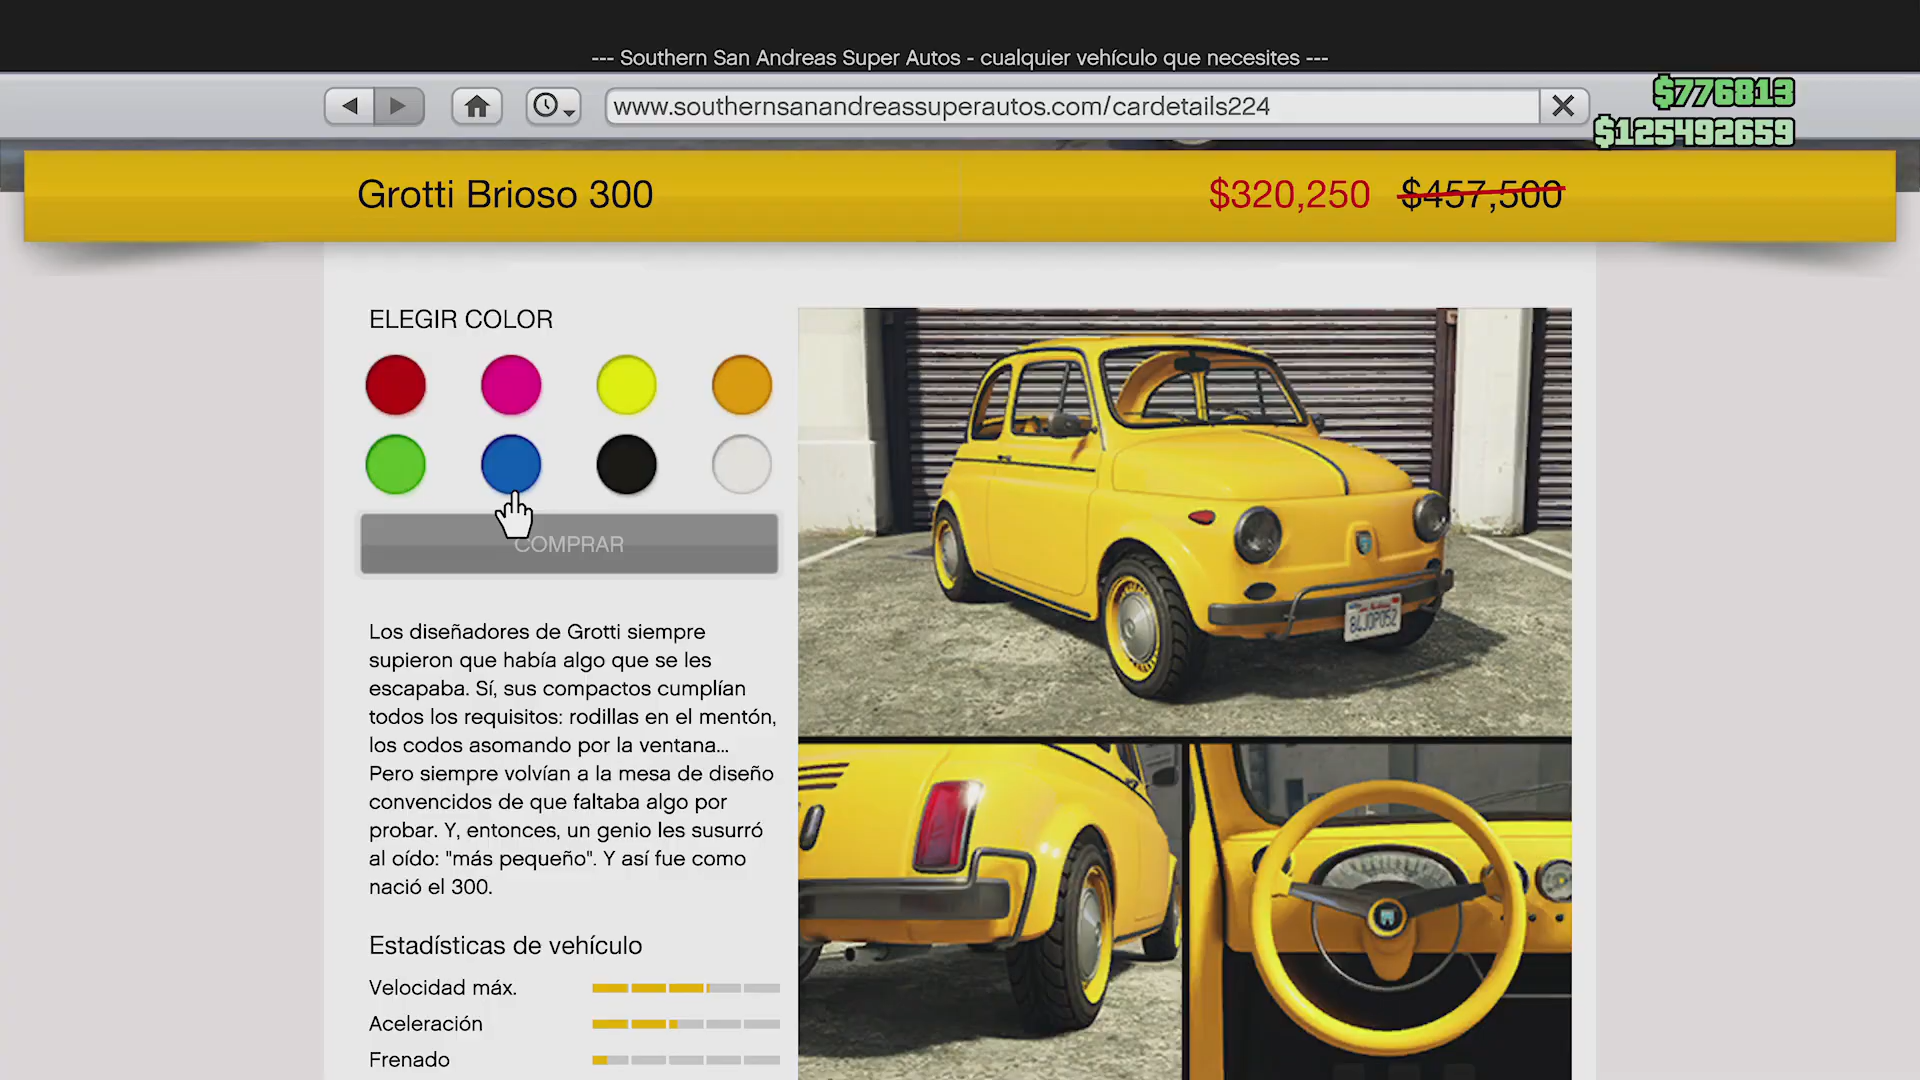 --- Southern San Andreas Super Autos - cualquier vehículo que necesites ---
www.southernsanandreassuperautos.com/cardetails224
$776813
$125492659
Grotti Brioso 300
$320,250 $457,500
ELEGIR COLOR
COMPRAR
Los diseñadores de Grotti siempre
supieron que había algo que se les
escapaba. Sí, sus compactos cumplían
todos los requisitos: rodillas en el mentón,
los codos asomando por la ventana...
Pero siempre volvían a la mesa de diseño
convencidos de que faltaba algo por
probar. Y, entonces, un genio les susurró
al oído: "más pequeño". Y así fue como
nació el 300.
Estadísticas de vehículo
Velocidad máx.
Aceleración
Frenado